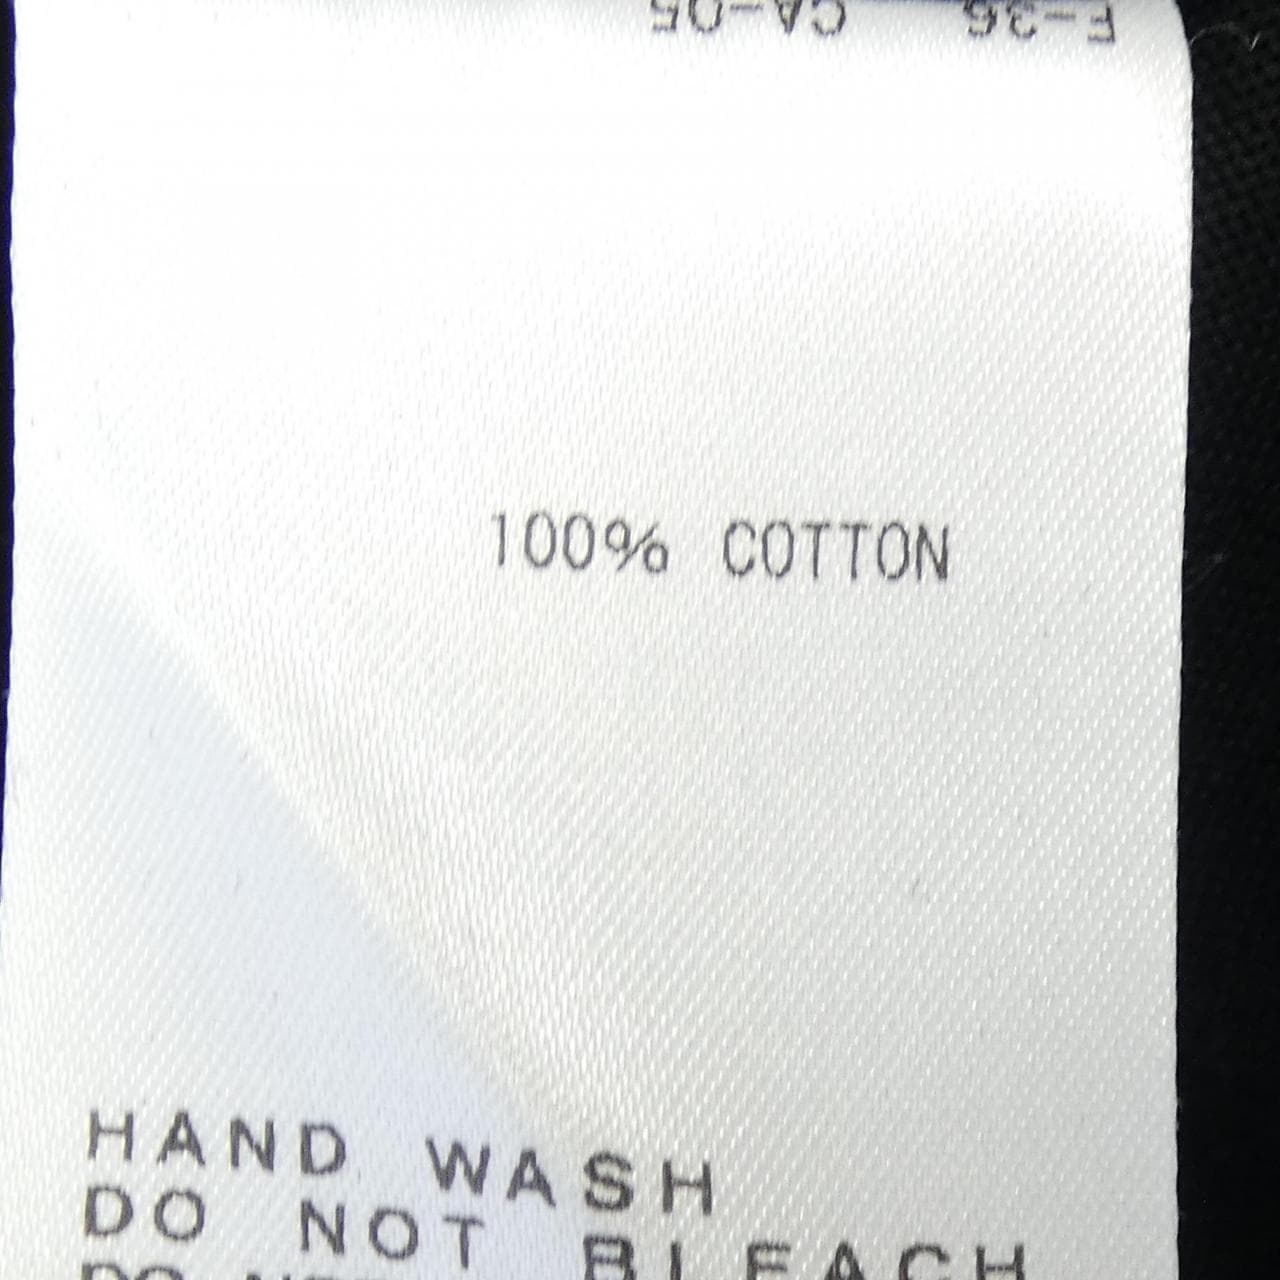 100% COTTON
HAND WASH
DO NOT BLEACH